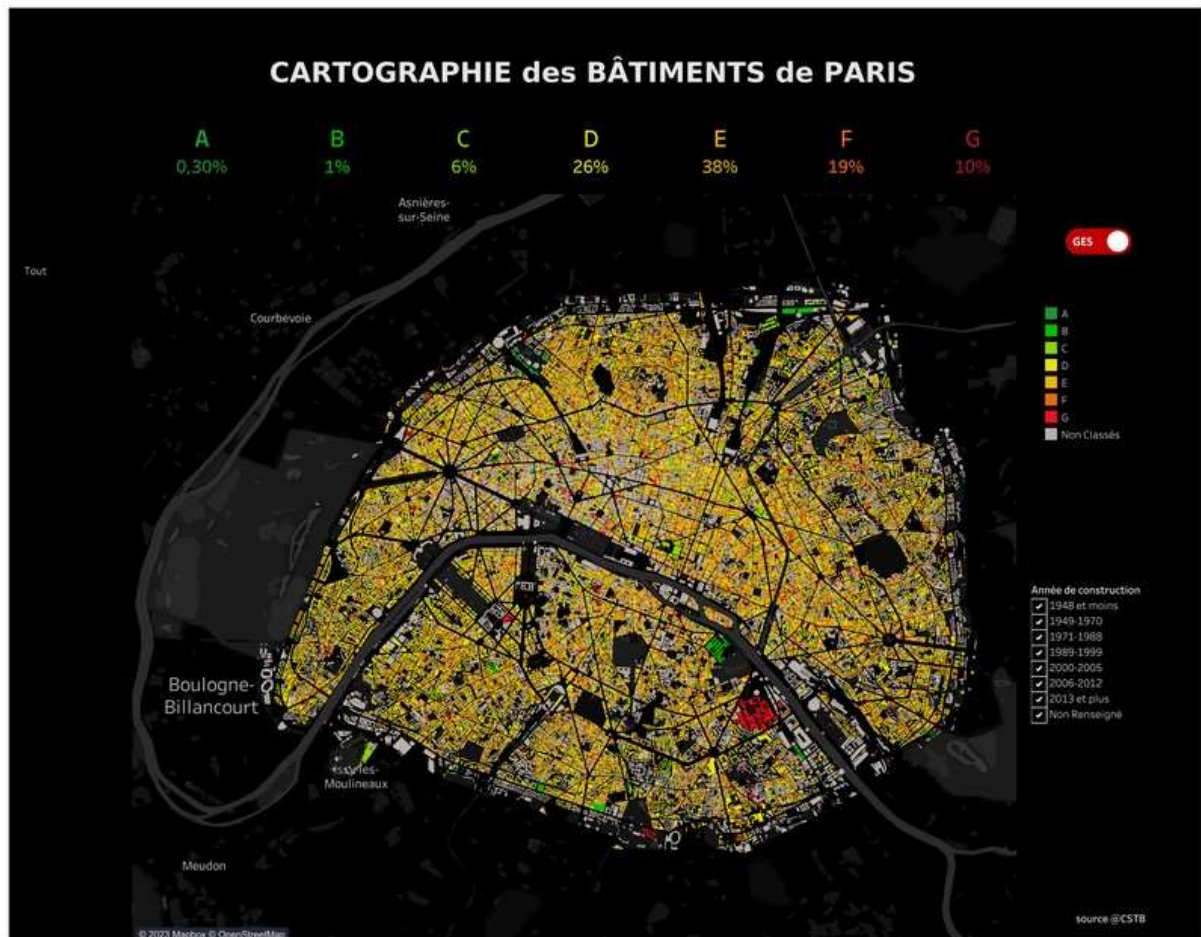 CARTOGRAPHIE des BÂTIMENTS de PARIS
A B C D E F G
0,30% 1% 6% 26% 38% 19% 10%
Asnières-
sur-Seine
GES
Tout
Courbevoie
A
B
C
D
E
F
G
Non Classés
Année de construction
1948 et moins
1949-1970
1971-1988
1989-1999
2000-2005
2006-2012
2013 et plus
Non Renseigné
Boulogne-
Billancourt
Moulineaux
Meudon
source @CSTB
© 2023 Mapbox © OpenStreetMap